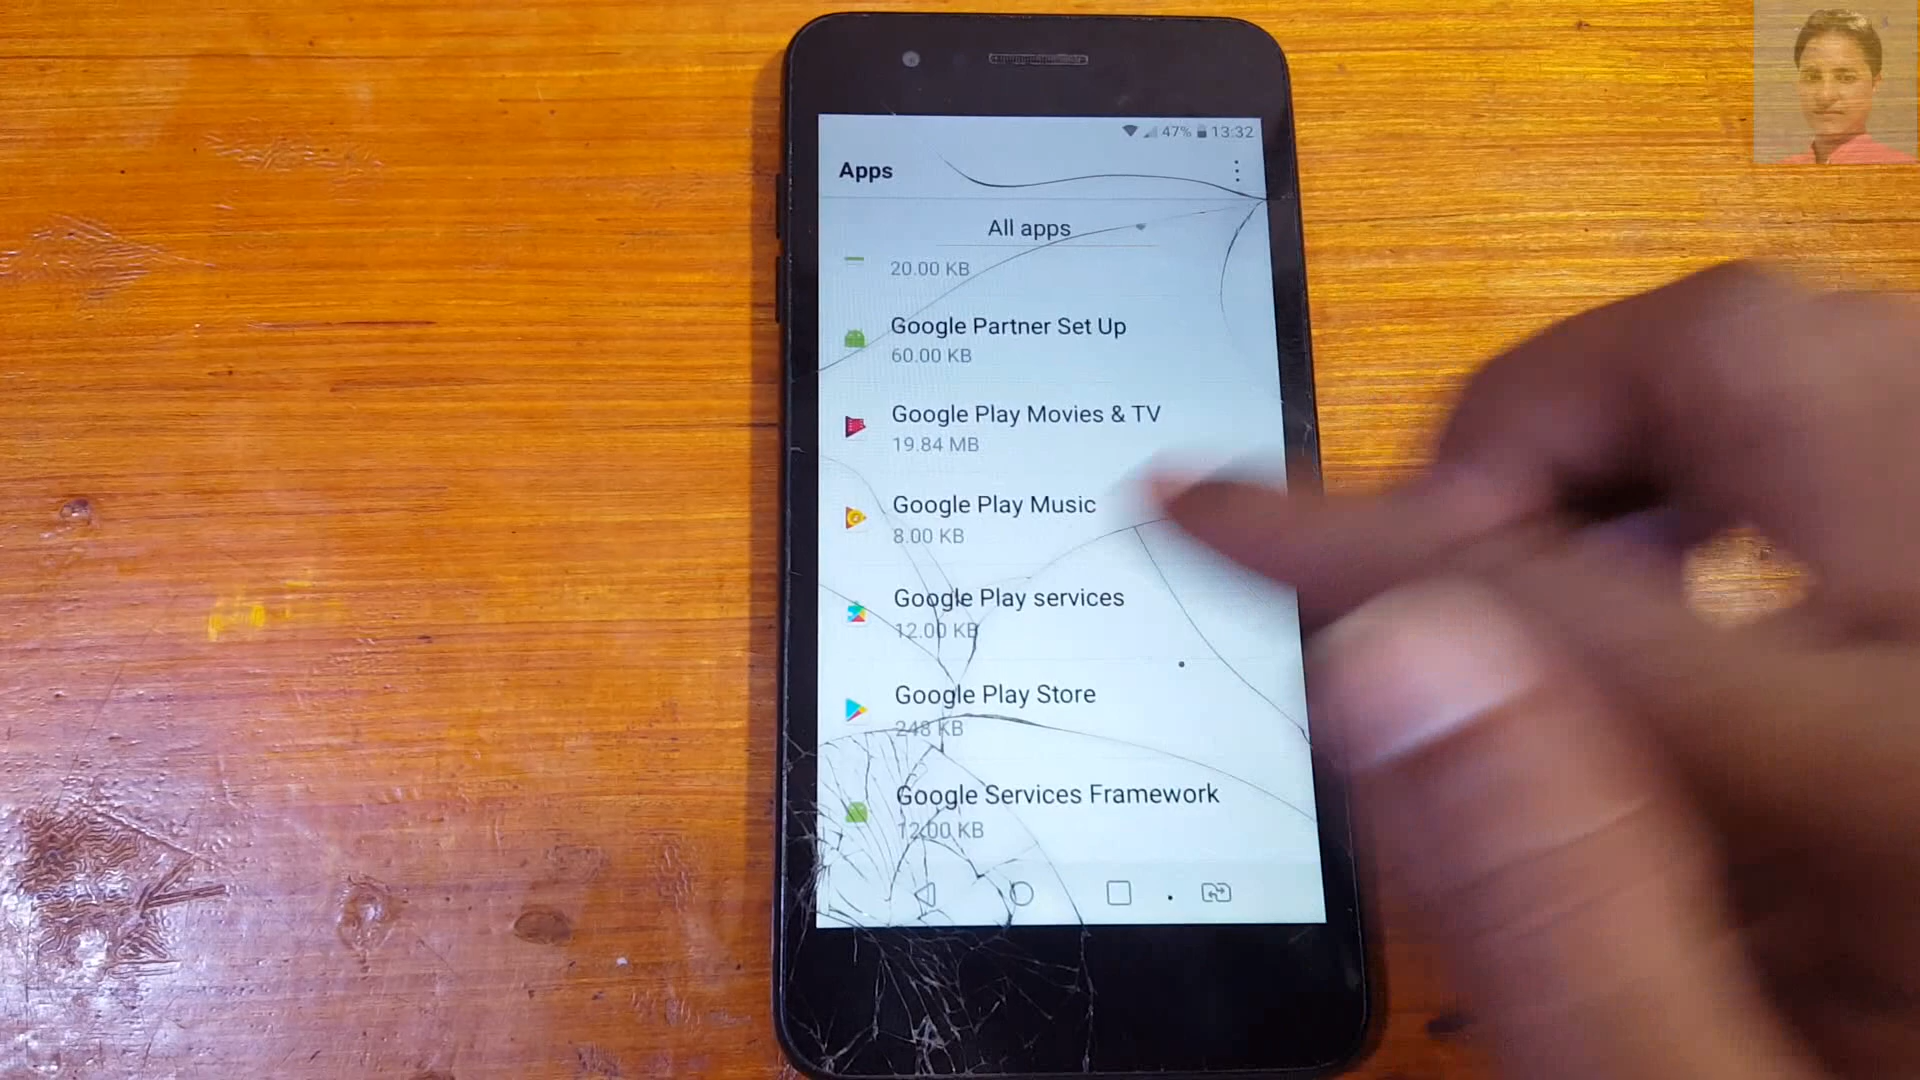 47% 13:32
Apps
All apps
20.00 KB
Google Partner Set Up
60.00 KB
Google Play Movies & TV
19.84 MB
Google Play Music
8.00 KB
Google Play services
12.00 KB
Google Play Store
248 KB
Google Services Framework
12.00 KB